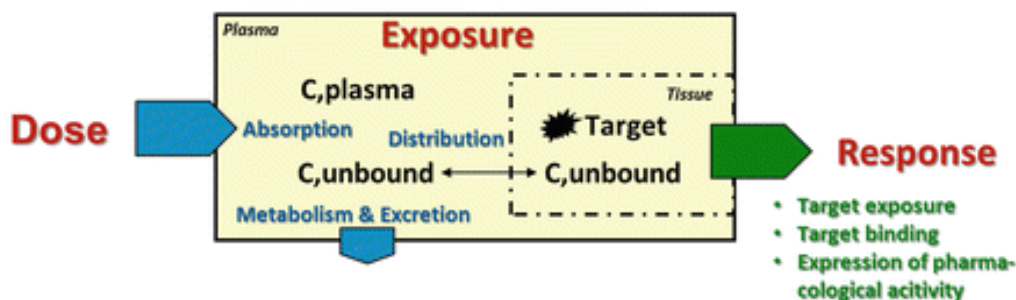 Plasma
Exposure
C,plasma
Tissue
Dose
Absorption
Distribution
Target
Response
C,unbound
C,unbound
Metabolism & Excretion
• Target exposure
• Target binding
• Expression of pharma-
cological acitivity